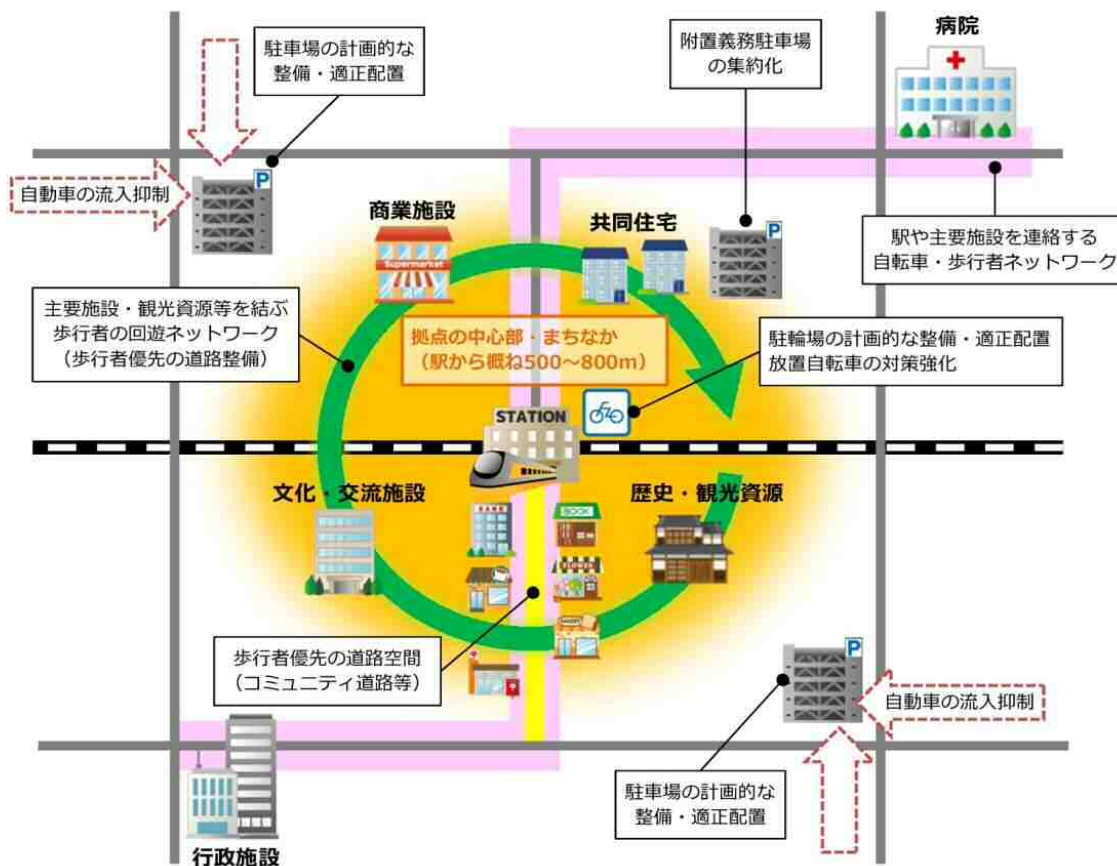 駐車場の計画的な
整備・適正配置
附置義務駐車場
の集約化
病院
P
自動車の流入抑制
商業施設
Supermarket
共同住宅
P
駅や主要施設を連絡する
自転車・歩行者ネットワーク
主要施設・観光資源等を結ぶ
歩行者の回遊ネットワーク
(歩行者優先の道路整備)
拠点の中心部・まちなか
(駅から概ね500～800m)
駐輪場の計画的な整備・適正配置
放置自転車の対策強化
STATION
文化・交流施設
BANK
BOOK
歴史・観光資源
FLOWER
BAKERY
歩行者優先の道路空間
(コミュニティ道路等)
P
自動車の流入抑制
駐車場の計画的な
整備・適正配置
行政施設